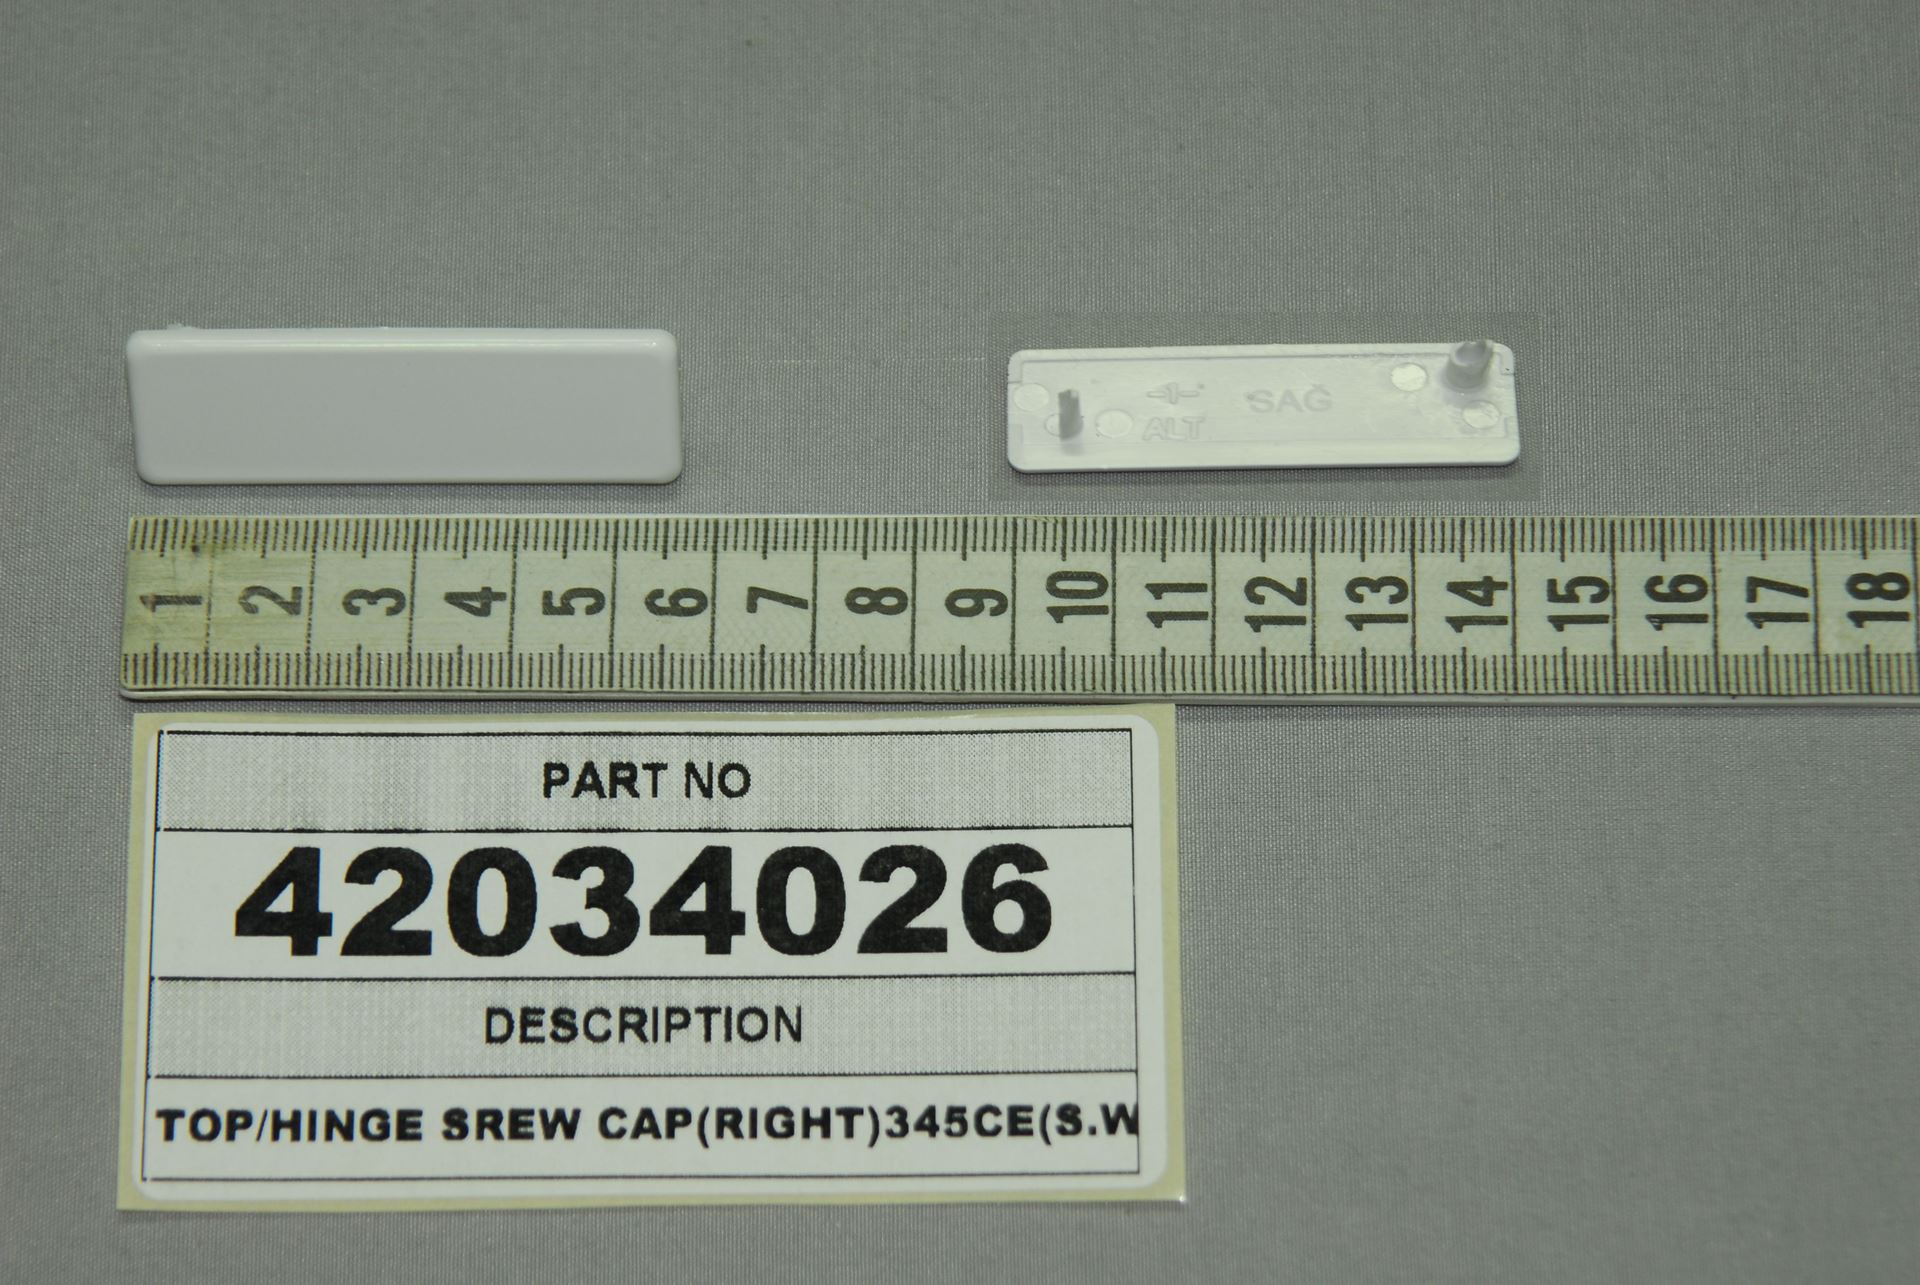 SAĞ
ALT
1 2 3 4 5 6 7 8 9 10 11 12 13 14 15 16 17 18
PART NO
42034026
DESCRIPTION
TOP/HINGE SREW CAP(RIGHT)345CE(S.W